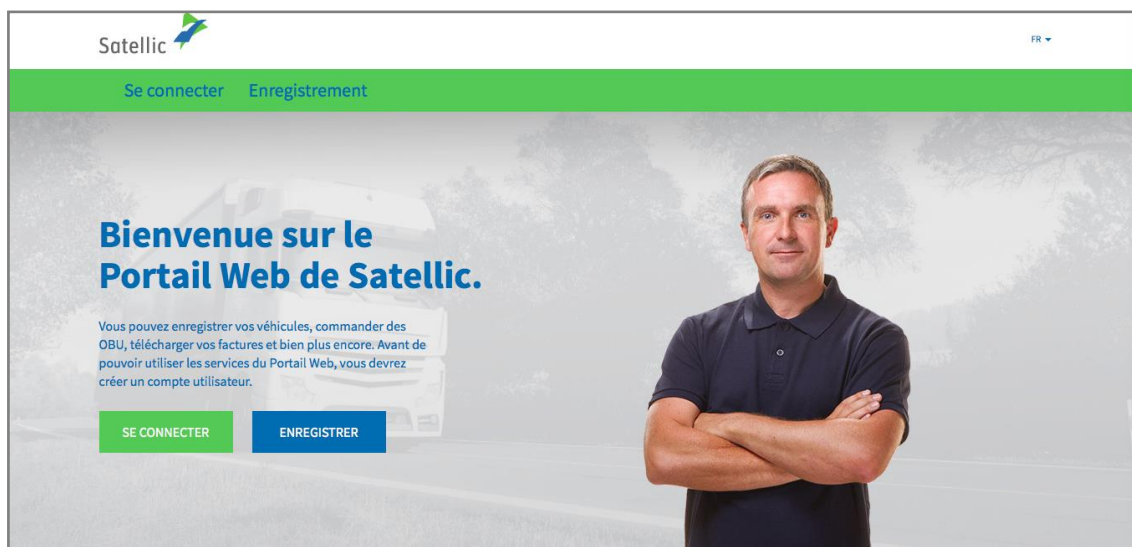 Satellic
FR
Se connecter Enregistrement
Bienvenue sur le
Portail Web de Satellic.
Vous pouvez enregistrer vos véhicules, commander des
OBU, télécharger vos factures et bien plus encore. Avant de
pouvoir utiliser les services du Portail Web, vous devrez
créer un compte utilisateur.
SE CONNECTER ENREGISTRER